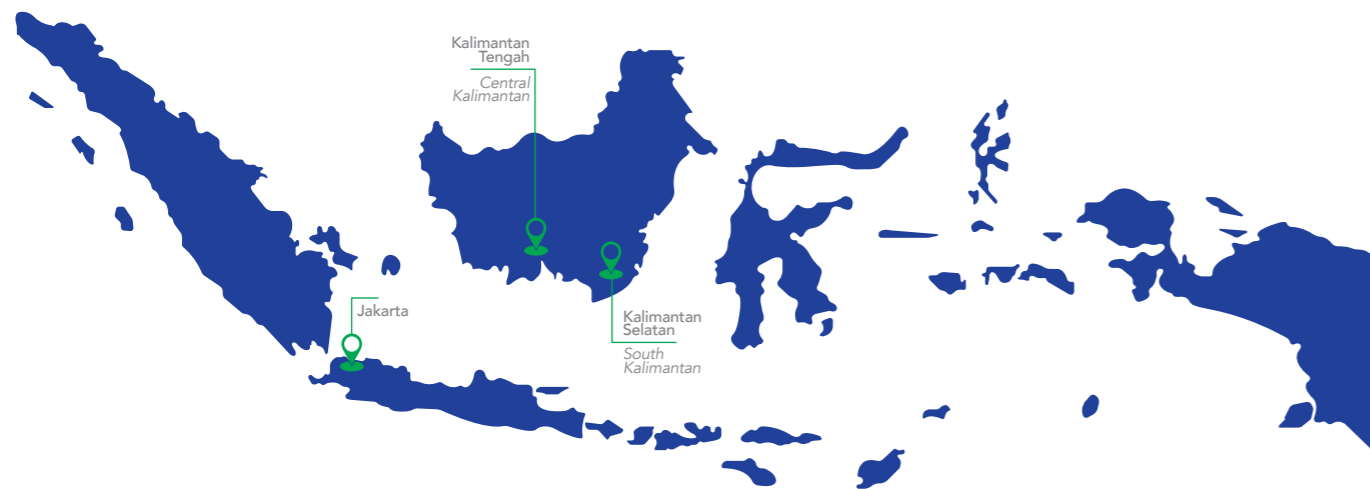 Kalimantan
Tengah
Central
Kalimantan
Jakarta
Kalimantan
Selatan
South
Kalimantan